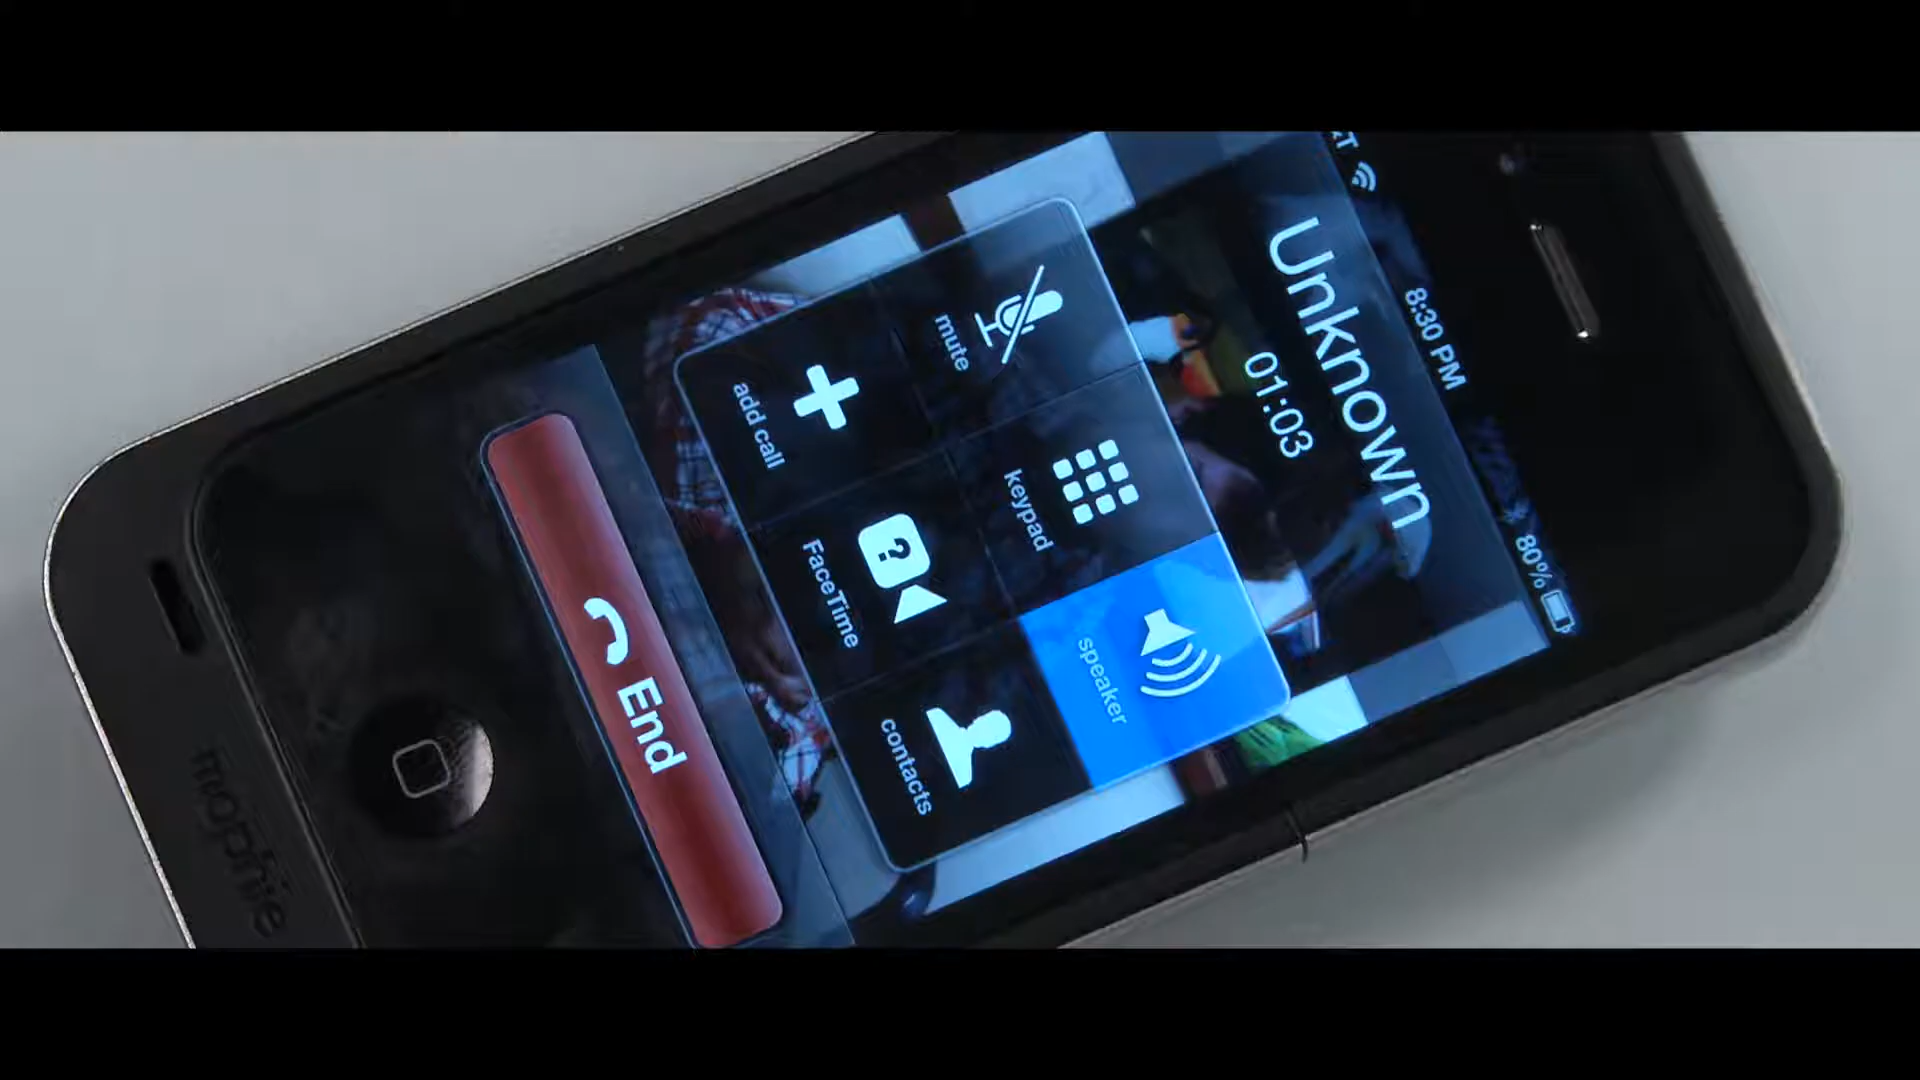 8:30 PM
80%
Unknown
01:03
mute
keypad
speaker
add call
FaceTime
contacts
End
mophie